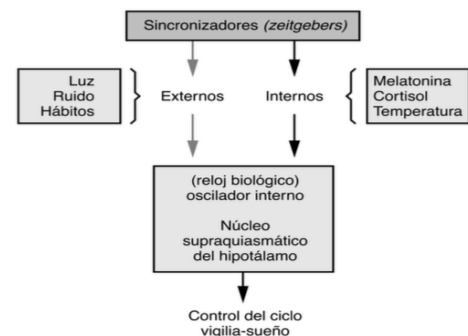 Sincronizadores (zeitgebers)
Luz
Ruido
Hábitos
Externos
Internos
Melatonina
Cortisol
Temperatura
(reloj biológico)
oscilador interno
Núcleo
supraquiasmático
del hipotálamo
Control del ciclo
vigilia-sueño